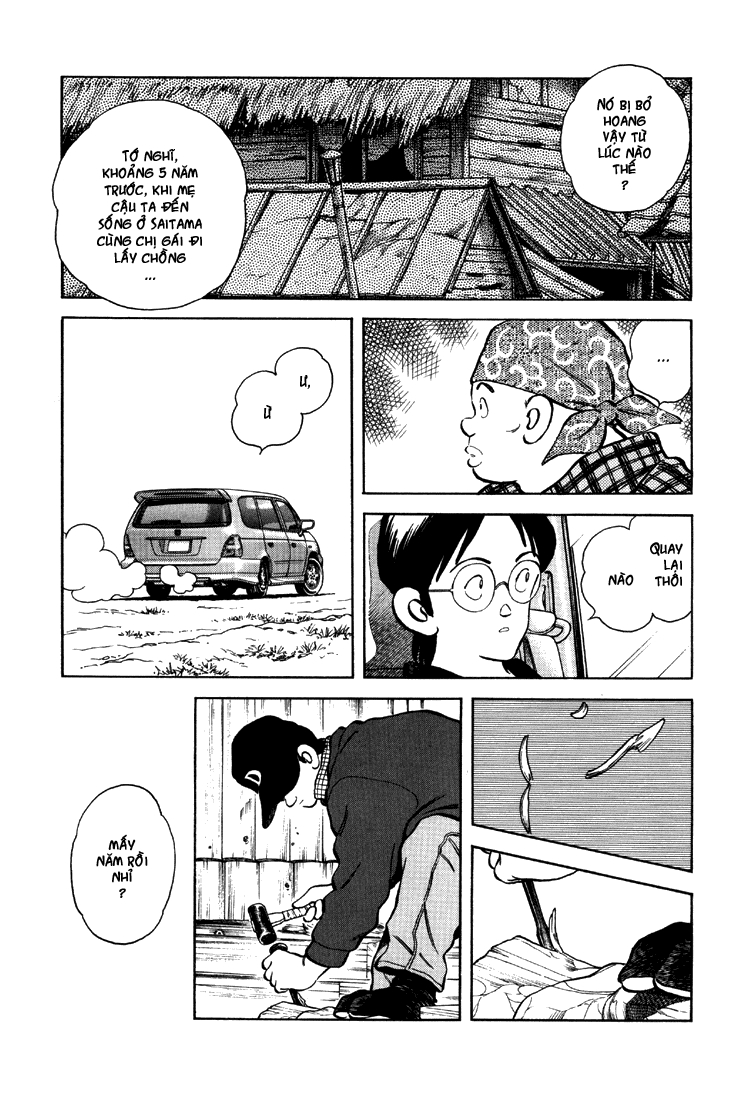 NÓ BỊ BỎ
HOANG
VẬY TỪ
LÚC NÀO
THẾ
?
TỚ NGHĨ,
KHOẢNG 5 NĂM
TRƯỚC, KHI MẸ
CẬU TA ĐẾN
SỐNG Ở SAITAMA
CÙNG CHỊ GÁI ĐI
LẤY CHỒNG
...
...
QUAY
LẠI
THÔI
NÀO
Ư,
Ừ
MẤY
NĂM RỒI
NHỈ
?